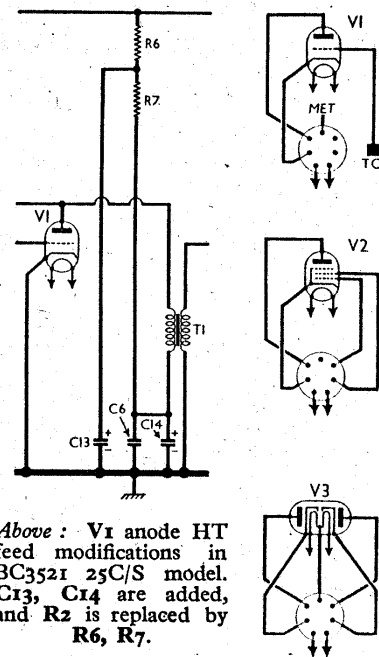 R6
R7
V1
T1
C6
C13
C14
+
+
−
−
V1
MET
TC
V2
V3
Above : V1 anode HT
feed modifications in
BC3521 25C/S model.
C13, C14 are added,
and R2 is replaced by
R6, R7.